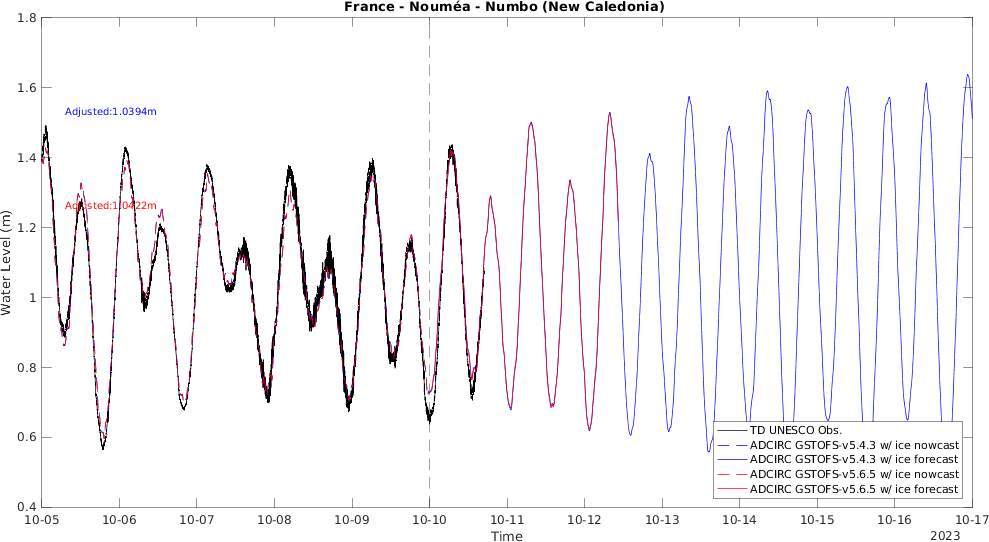 France - Nouméa - Numbo (New Caledonia)
1.8
1.6
1.4
1.2
1
0.8
0.6
0.4
Water Level (m)
Adjusted:1.0394m
Adjusted:1.0422m
TD UNESCO Obs.
ADCIRC GSTOFS-v5.4.3 w/ ice nowcast
ADCIRC GSTOFS-v5.4.3 w/ ice forecast
ADCIRC GSTOFS-v5.6.5 w/ ice nowcast
ADCIRC GSTOFS-v5.6.5 w/ ice forecast
10-05 10-06 10-07 10-08 10-09 10-10 10-11 10-12 10-13 10-14 10-15 10-16 10-17
Time
2023